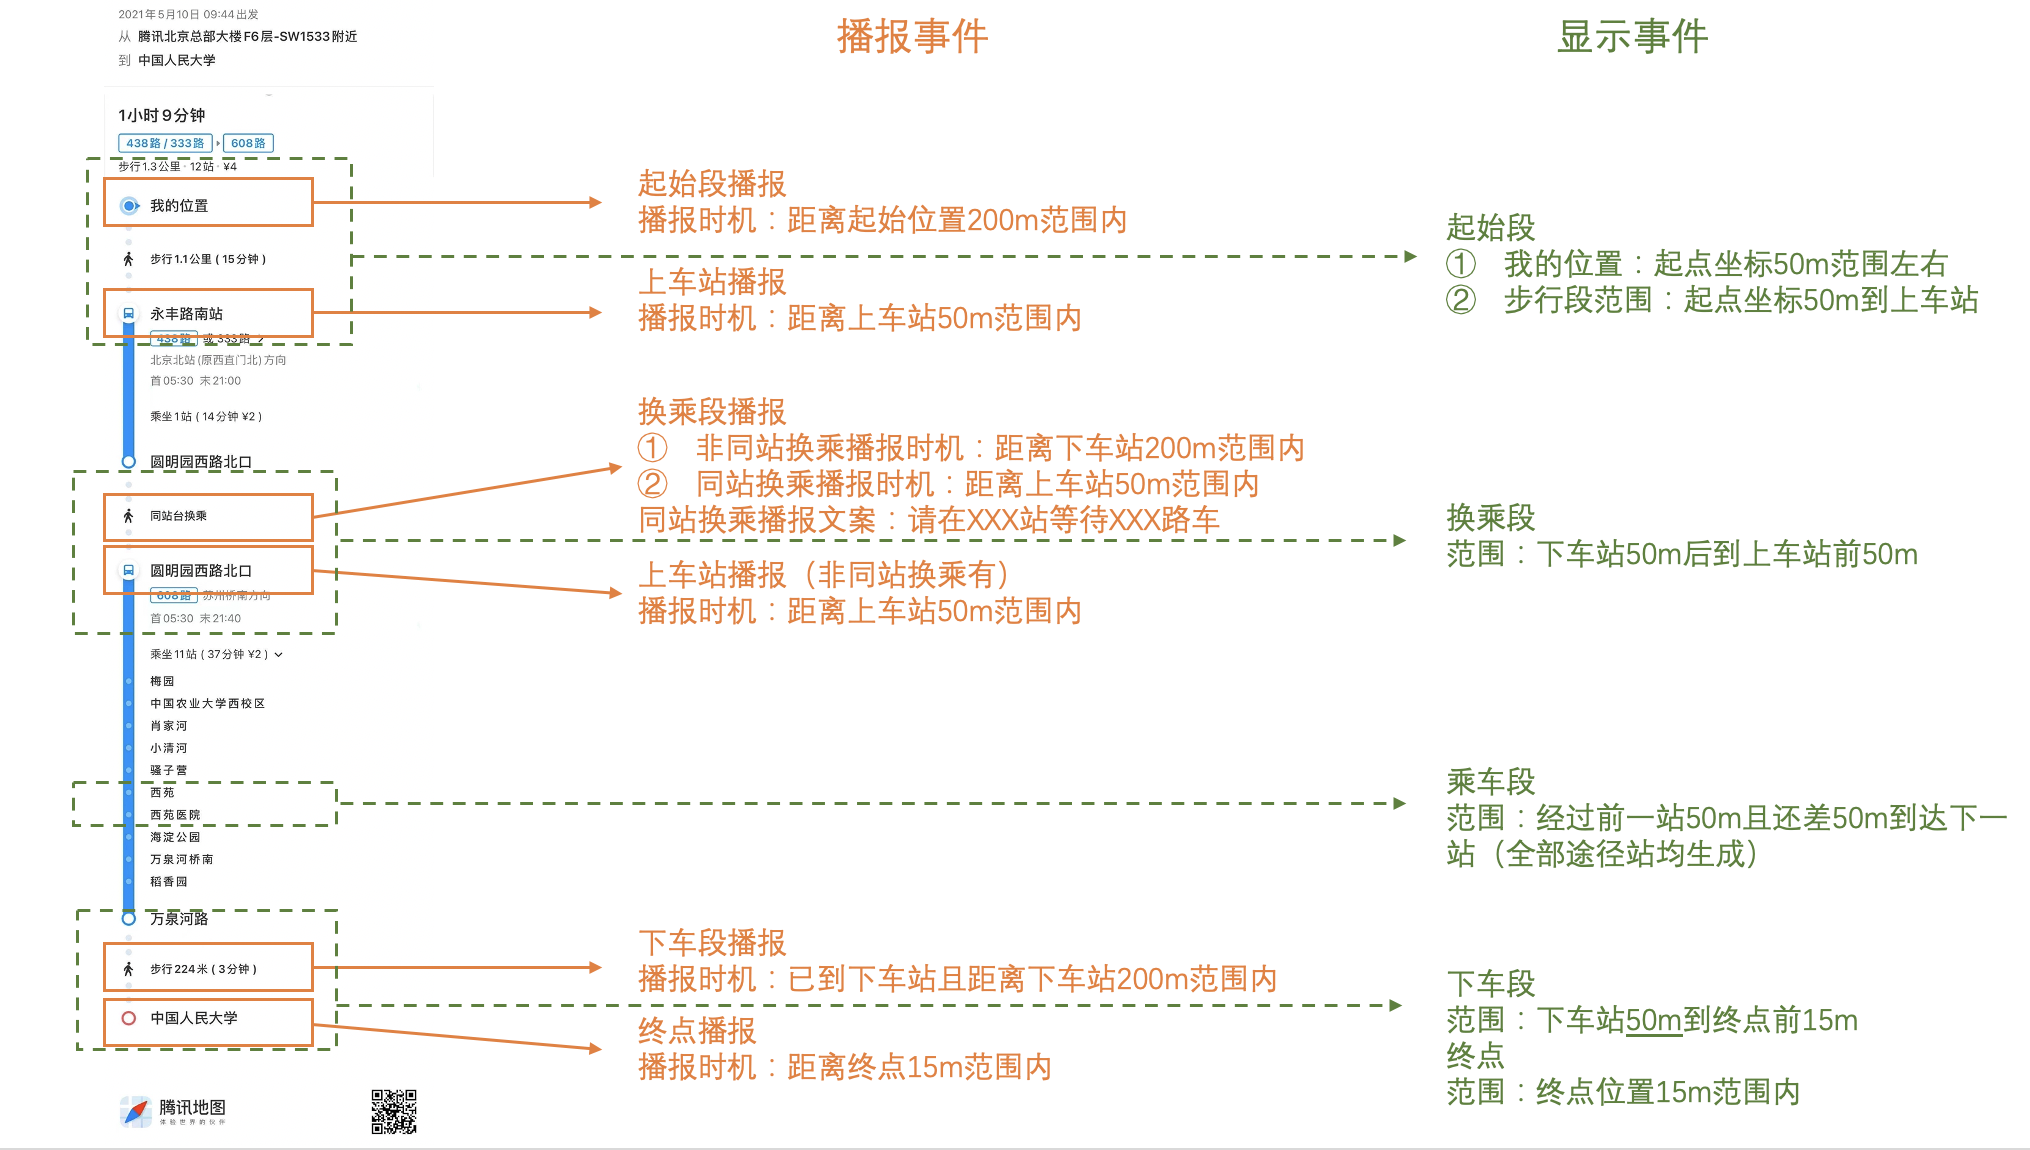 2021年5月10日 09:44出发
从 腾讯北京总部大楼F6层-SW1533附近
到 中国人民大学
1小时9分钟
438路 / 333路 608路
步行1.3公里 · 12站 · ¥4
我的位置
步行1.1公里 ( 15分钟 )
永丰路南站
438路 或 333路
北京北站(原西直门北)方向
首05:30 末21:00
乘坐1站 ( 14分钟 ¥2 )
圆明园西路北口
同站台换乘
圆明园西路北口
608路 苏州桥南方向
首05:30 末21:40
乘坐11站 ( 37分钟 ¥2 )
梅园
中国农业大学西校区
肖家河
小清河
骚子营
西苑
西苑医院
海淀公园
万泉河桥南
稻香园
万泉河路
步行224米 ( 3分钟 )
中国人民大学
腾讯地图
体验世界的伙伴
播报事件
起始段播报
播报时机：距离起始位置200m范围内
上车站播报
播报时机：距离上车站50m范围内
换乘段播报
① 非同站换乘播报时机：距离下车站200m范围内
② 同站换乘播报时机：距离上车站50m范围内
同站换乘播报文案：请在XXX站等待XXX路车
上车站播报（非同站换乘有）
播报时机：距离上车站50m范围内
下车段播报
播报时机：已到下车站且距离下车站200m范围内
终点播报
播报时机：距离终点15m范围内
显示事件
起始段
① 我的位置：起点坐标50m范围左右
② 步行段范围：起点坐标50m到上车站
换乘段
范围：下车站50m后到上车站前50m
乘车段
范围：经过前一站50m且还差50m到达下一
站（全部途径站均生成）
下车段
范围：下车站50m到终点前15m
终点
范围：终点位置15m范围内